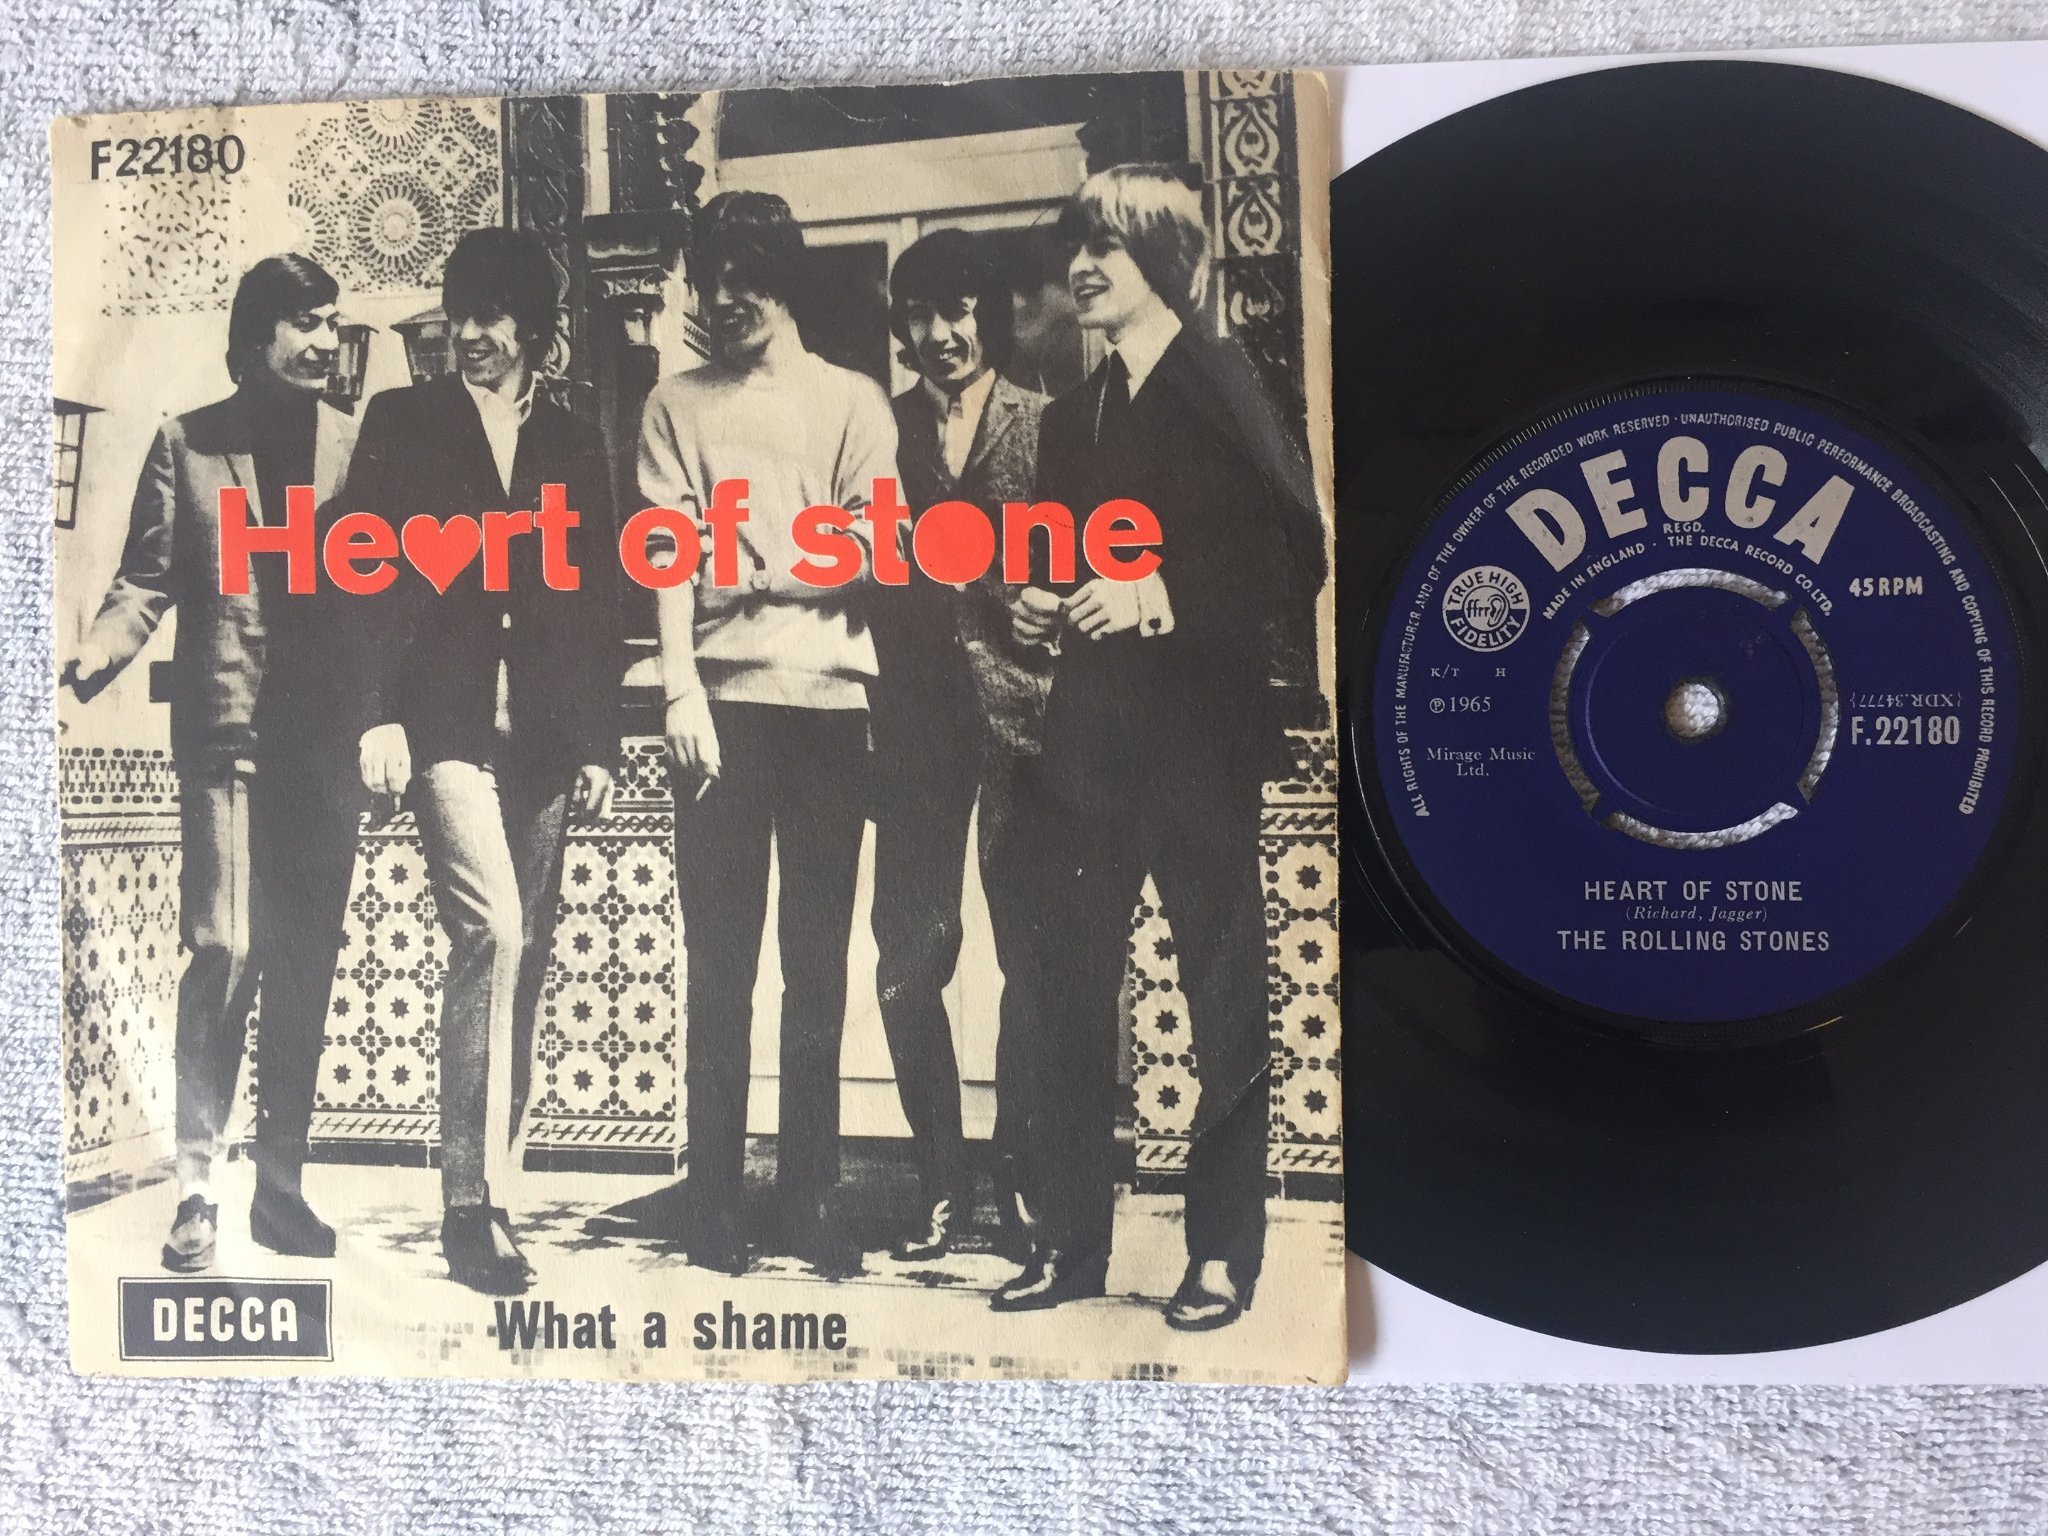 F22180
Heart of stone
DECCA
What a shame
ALL RIGHTS OF THE MANUFACTURER AND OF THE OWNER OF THE RECORDED WORK RESERVED · UNAUTHORISED PUBLIC PERFORMANCE BROADCASTING AND COPYING OF THIS RECORD PROHIBITED
DECCA
REGD.
MADE IN ENGLAND · THE DECCA RECORD CO. LTD.
TRUE HIGH
ffrr
FIDELITY
45 RPM
K/T H
℗ 1965
(XDR.34777)
F. 22180
Mirage Music
Ltd.
HEART OF STONE
(Richard, Jagger)
THE ROLLING STONES